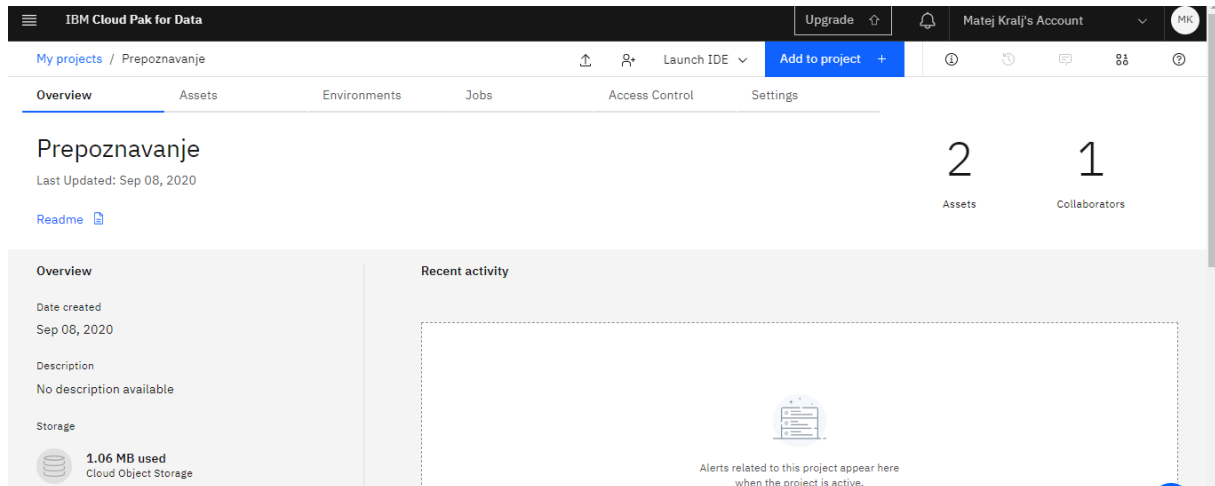 IBM Cloud Pak for Data
Upgrade
Matej Kralj's Account
MK
My projects / Prepoznavanje
Launch IDE
Add to project +
Overview
Assets
Environments
Jobs
Access Control
Settings
Prepoznavanje
Last Updated: Sep 08, 2020
Readme
2
Assets
1
Collaborators
Overview
Date created
Sep 08, 2020
Description
No description available
Storage
1.06 MB used
Cloud Object Storage
Recent activity
Alerts related to this project appear here
when the project is active.